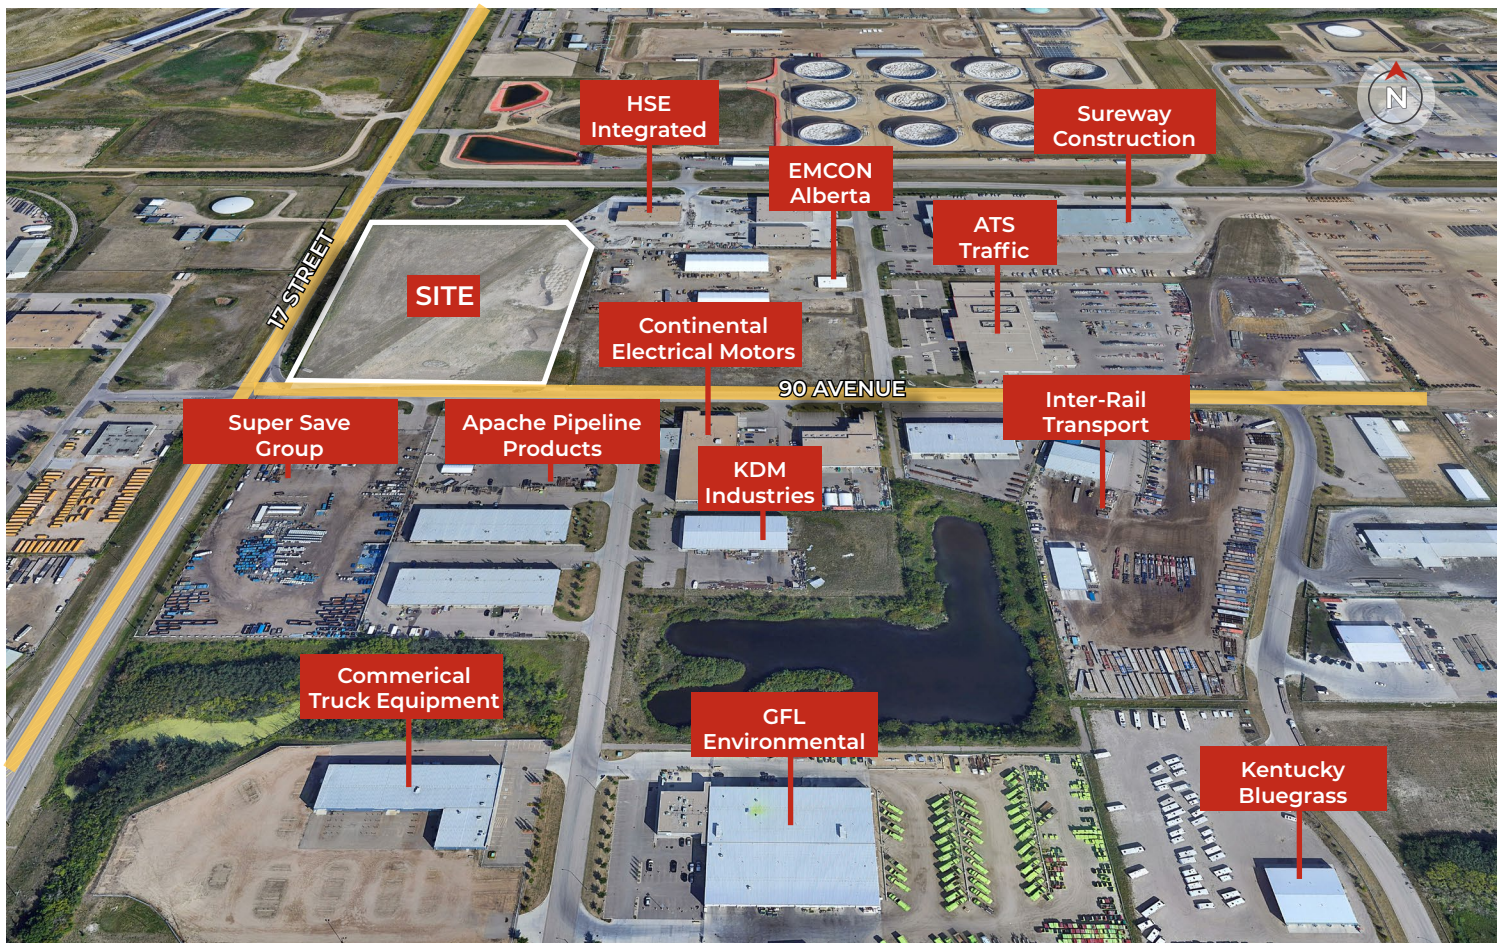 HSE
Integrated
Sureway
Construction
N
EMCON
Alberta
ATS
Traffic
17 STREET
SITE
Continental
Electrical Motors
90 AVENUE
Inter-Rail
Transport
Super Save
Group
Apache Pipeline
Products
KDM
Industries
Commerical
Truck Equipment
GFL
Environmental
Kentucky
Bluegrass